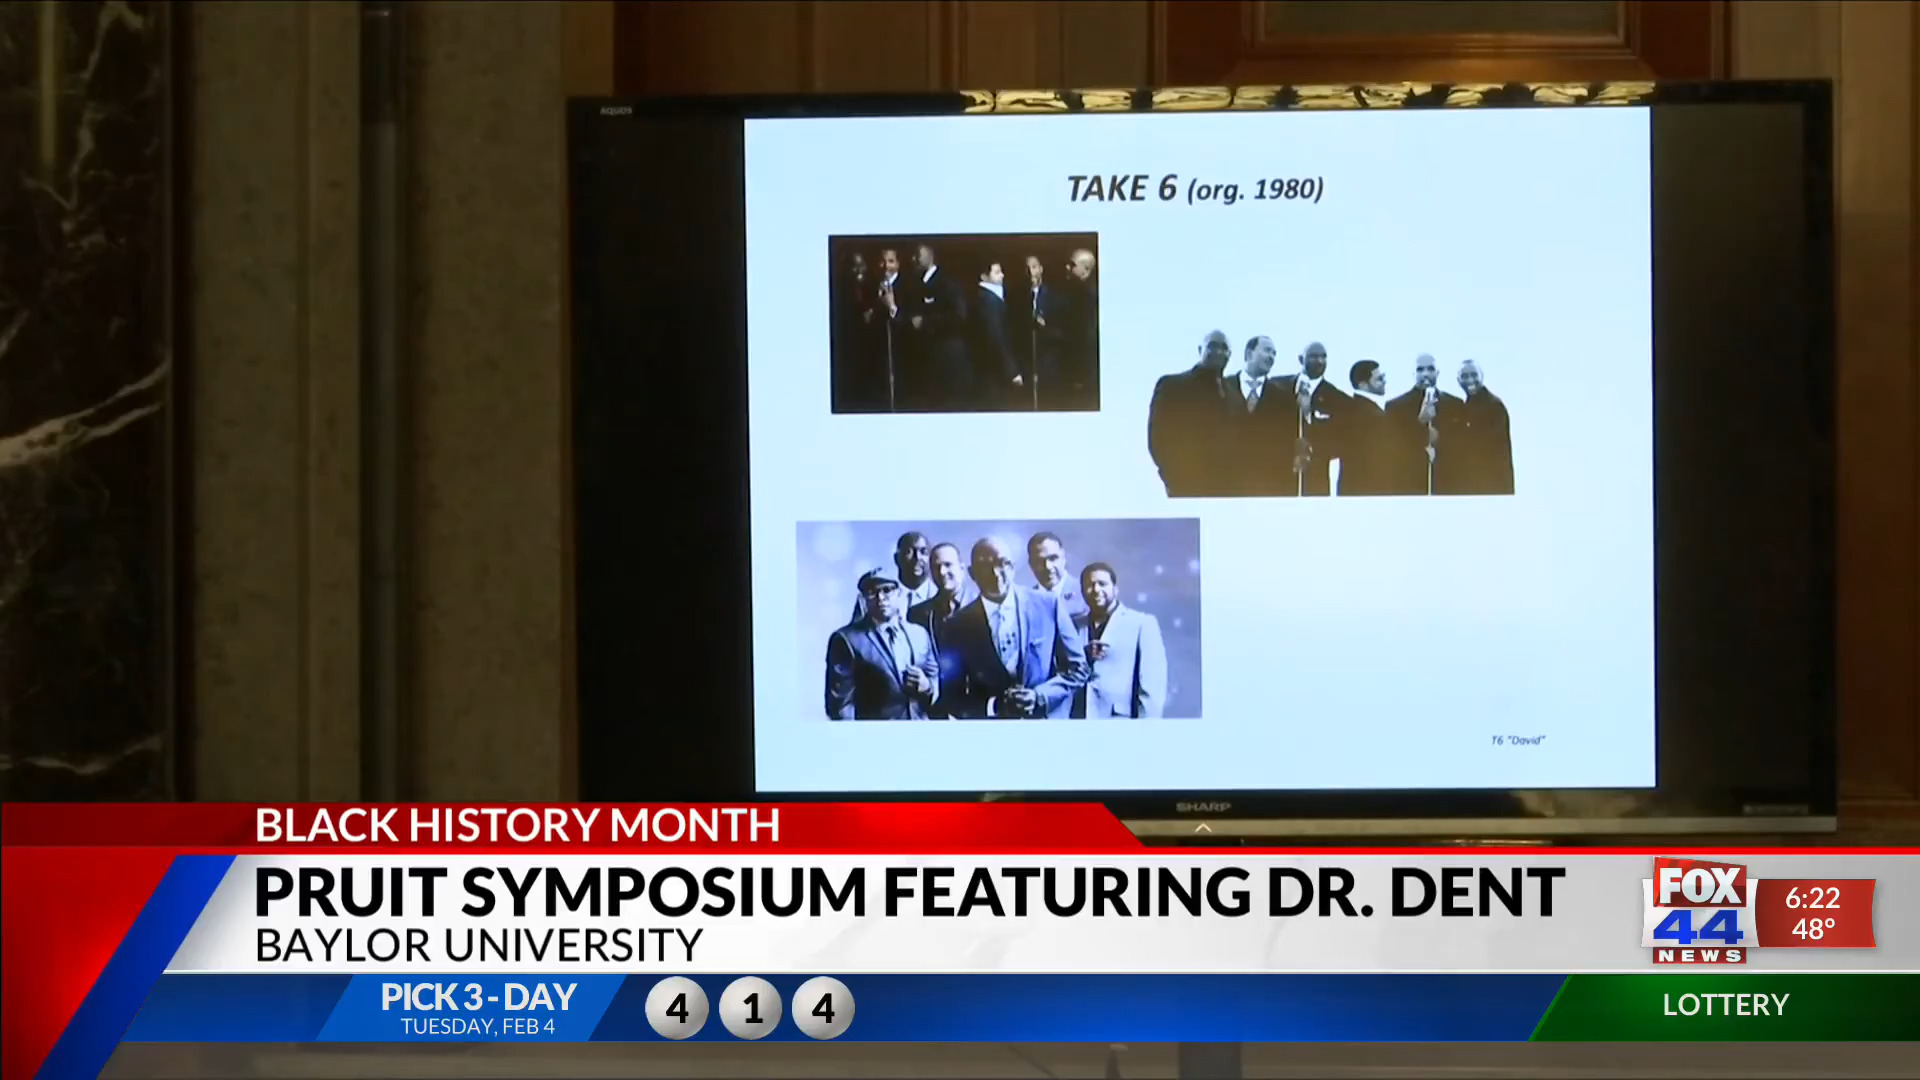 AQUOS
TAKE 6 (org. 1980)
T6 "David"
SHARP
BLACK HISTORY MONTH
PRUIT SYMPOSIUM FEATURING DR. DENT
BAYLOR UNIVERSITY
FOX
44
NEWS
6:22
48°
PICK 3 - DAY
TUESDAY, FEB 4
4 1 4
LOTTERY